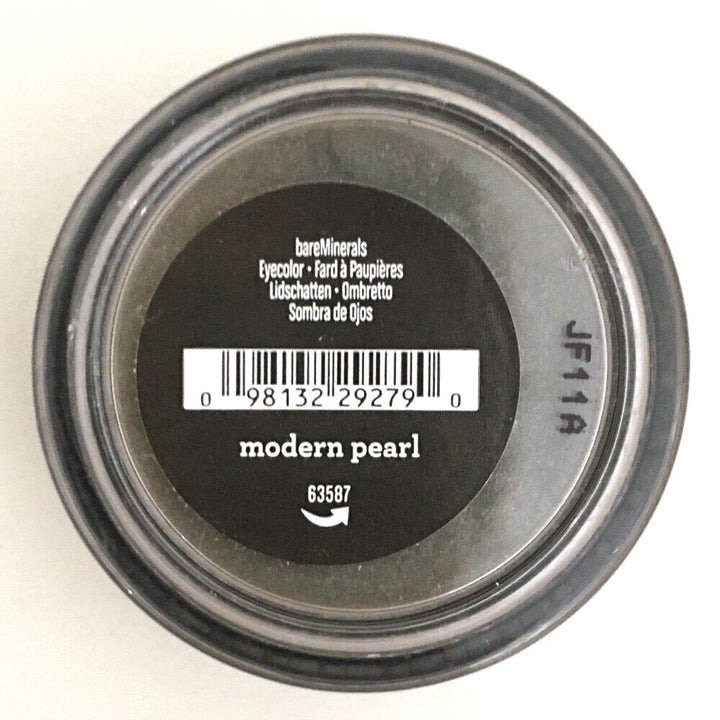 bareMinerals
Eyecolor • Fard à Paupières
Lidschatten • Ombretto
Sombra de Ojos
0 98132 29279 0
modern pearl
63587
JF11A